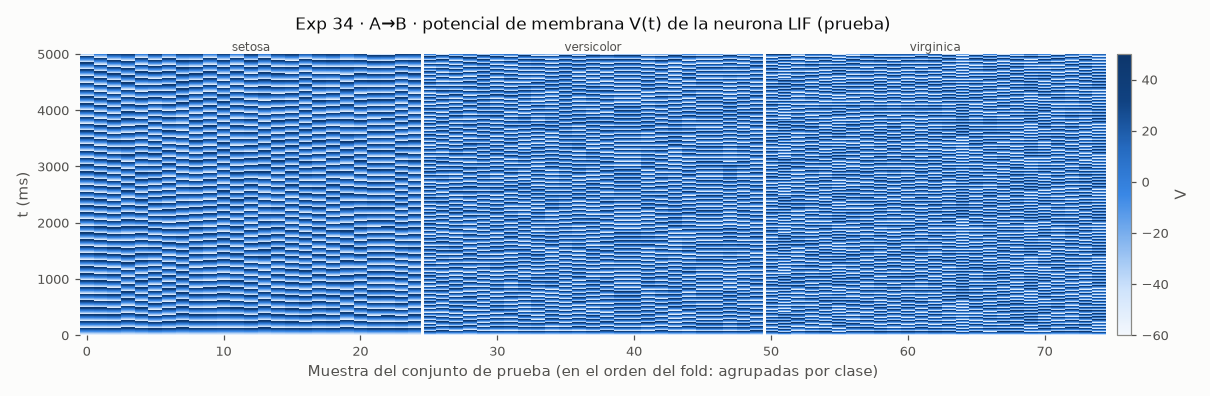 Exp 34 · A→B · potencial de membrana V(t) de la neurona LIF (prueba)
setosa versicolor virginica
5000
4000
3000
2000
1000
0
t (ms)
0 10 20 30 40 50 60 70
Muestra del conjunto de prueba (en el orden del fold: agrupadas por clase)
40
20
0
−20
−40
−60
V